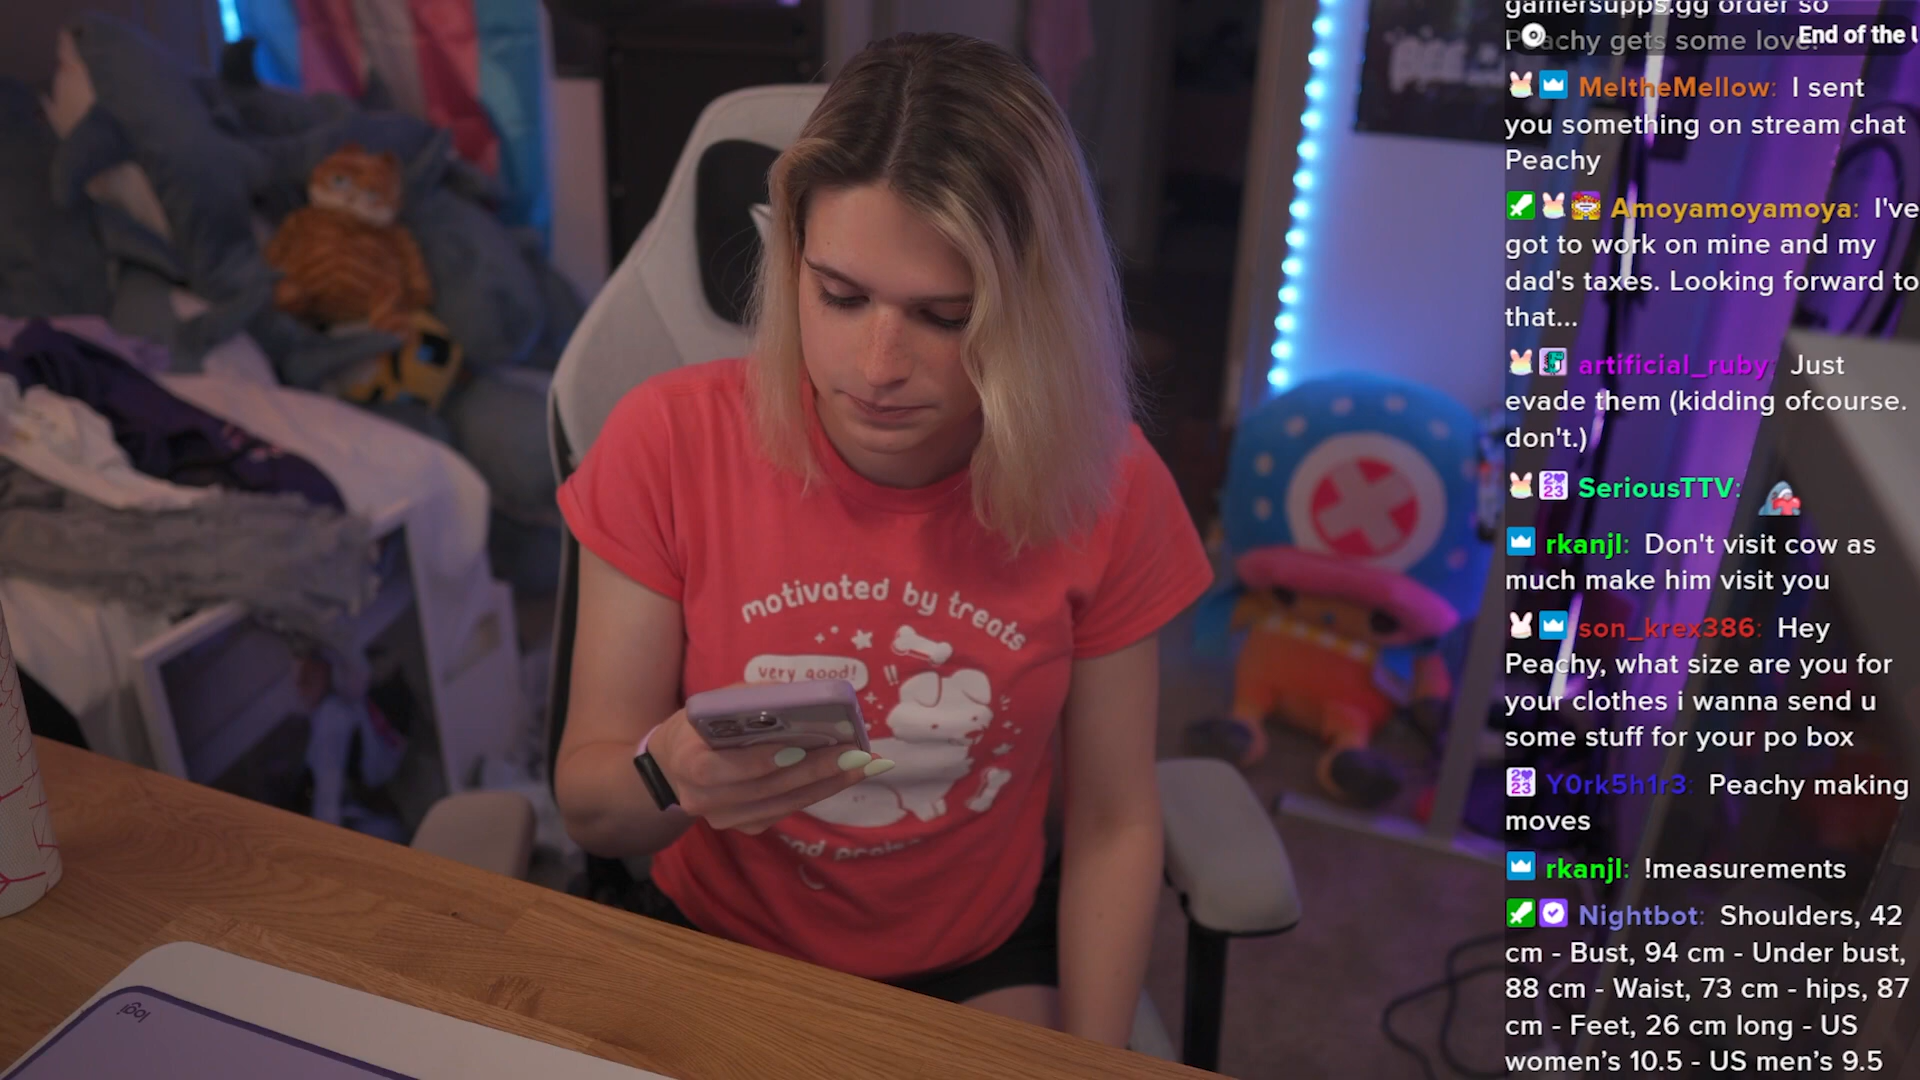 gamersupps.gg order so
Peachy gets some love!
End of the
MeltheMellow: I sent
you something on stream chat
Peachy
Amoyamoyamoya: I've
got to work on mine and my
dad's taxes. Looking forward to
that...
artificial_ruby: Just
evade them (kidding ofcourse.
don't.)
SeriousTTV:
rkanjl: Don't visit cow as
much make him visit you
son_krex386: Hey
Peachy, what size are you for
your clothes i wanna send u
some stuff for your po box
Y0rk5h1r3: Peachy making
moves
rkanjl: !measurements
Nightbot: Shoulders, 42
cm - Bust, 94 cm - Under bust,
88 cm - Waist, 73 cm - hips, 87
cm - Feet, 26 cm long - US
women's 10.5 - US men's 9.5
motivated by treats
very good!
logi